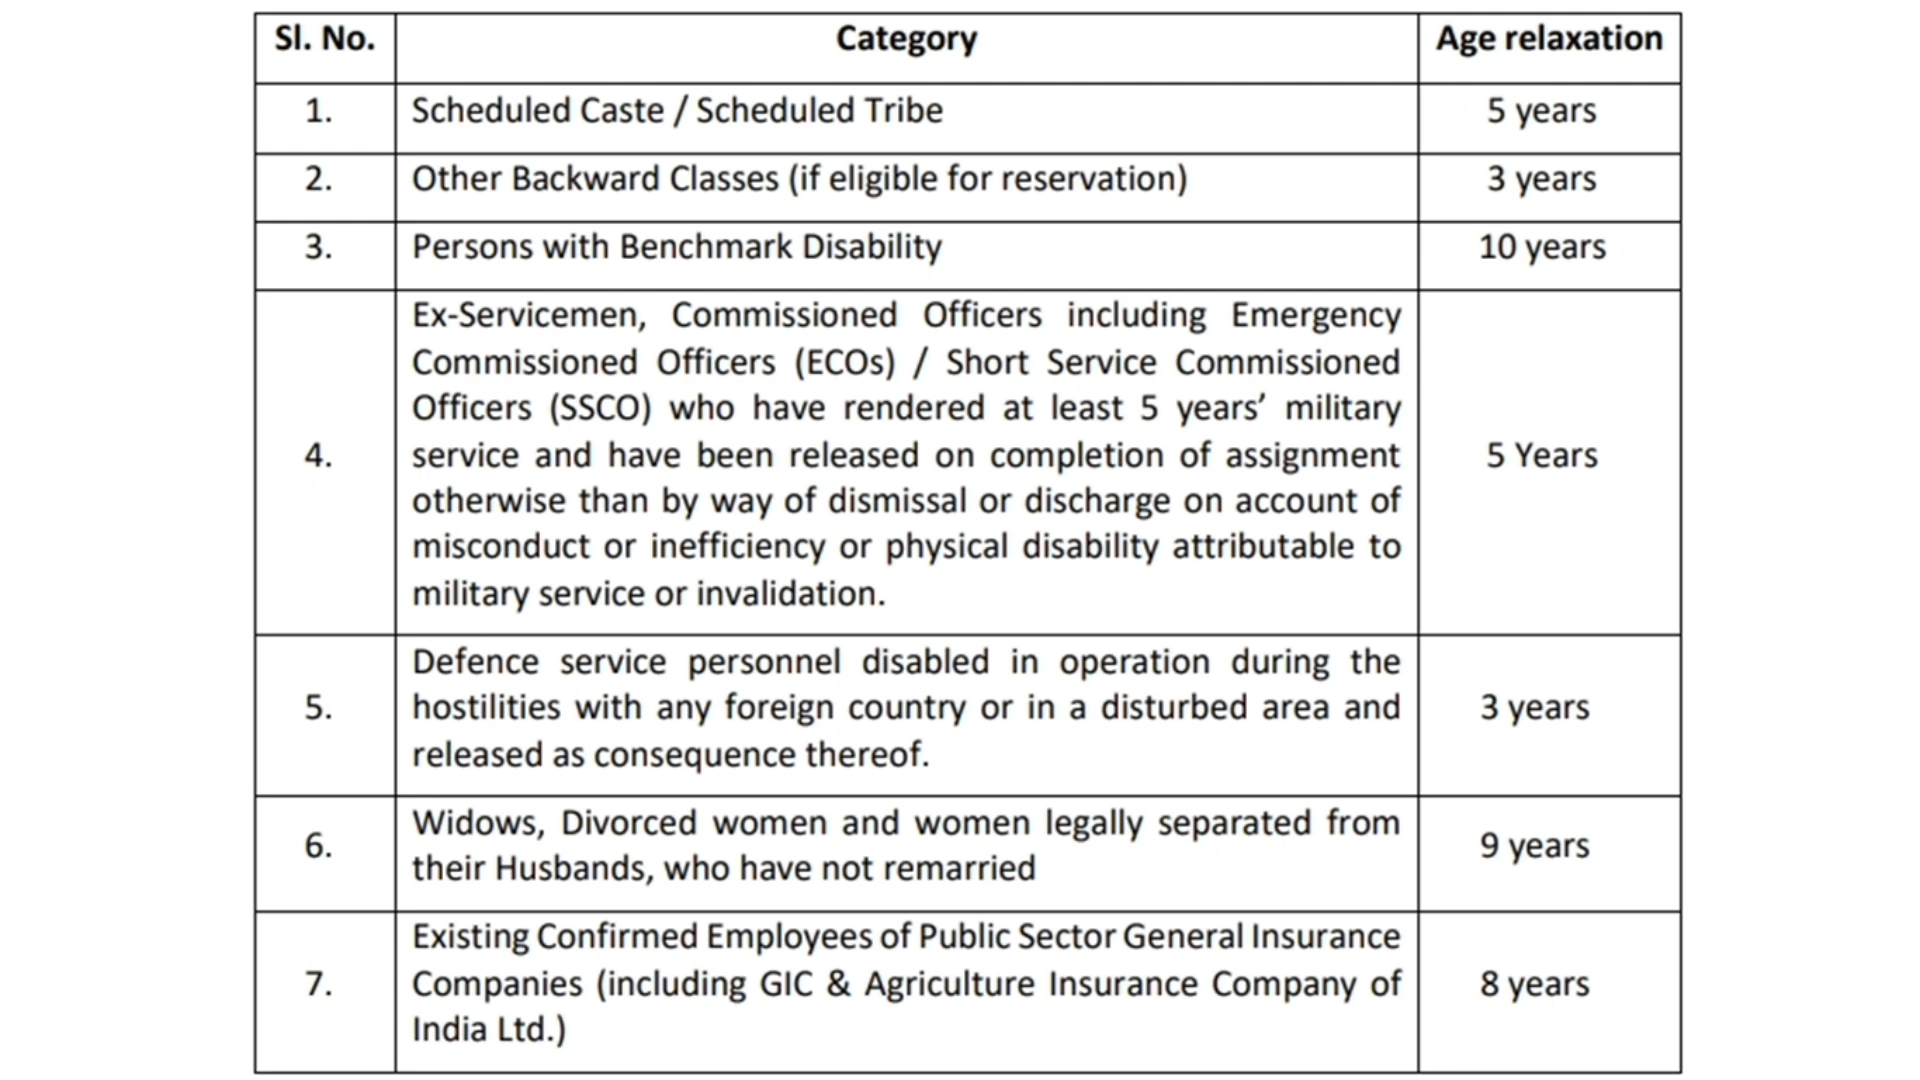 Sl. No. Category Age relaxation
1. Scheduled Caste / Scheduled Tribe 5 years
2. Other Backward Classes (if eligible for reservation) 3 years
3. Persons with Benchmark Disability 10 years
Ex-Servicemen, Commissioned Officers including Emergency
Commissioned Officers (ECOs) / Short Service Commissioned
Officers (SSCO) who have rendered at least 5 years’ military
4. service and have been released on completion of assignment 5 Years
otherwise than by way of dismissal or discharge on account of
misconduct or inefficiency or physical disability attributable to
military service or invalidation.
Defence service personnel disabled in operation during the
5. hostilities with any foreign country or in a disturbed area and 3 years
released as consequence thereof.
6. Widows, Divorced women and women legally separated from 9 years
their Husbands, who have not remarried
Existing Confirmed Employees of Public Sector General Insurance
7. Companies (including GIC & Agriculture Insurance Company of 8 years
India Ltd.)